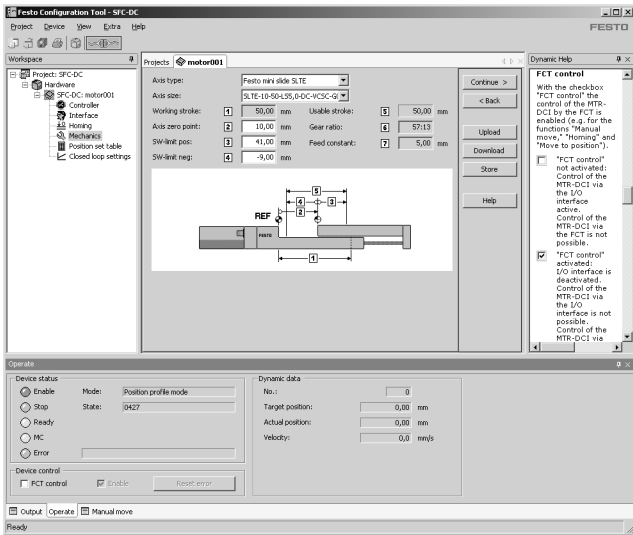 Festo Configuration Tool - SFC-DC
Project Device View Extra Help
FESTO
Workspace
Project: SFC-DC
Hardware
SFC-DC: motor001
Controller
Interface
Homing
Mechanics
Position set table
Closed loop settings
Projects motor001
Axis type: Festo mini slide SLTE
Axis size: SLTE-10-50-LS5,0-DC-VCSC-G
Working stroke: 1 50,00 mm Usable stroke: 5 50,00 mm
Axis zero point: 2 10,00 mm Gear ratio: 6 57:13
SW-limit pos: 3 41,00 mm Feed constant: 7 5,00 mm
SW-limit neg: 4 -9,00 mm
5
4 3
2
REF
FESTO
1
Continue >
< Back
Upload
Download
Store
Help
Dynamic Help
FCT control
With the checkbox
"FCT control" the
control of the MTR-
DCI by the FCT is
enabled (e.g. for the
functions "Manual
move," "Homing" and
"Move to position").
"FCT control"
not activated:
Control of the
MTR-DCI via
the I/O
interface
active.
Control of the
MTR-DCI via
the FCT is not
possible.
"FCT control"
activated:
I/O interface is
deactivated.
Control of the
MTR-DCI via
the I/O
interface is not
possible.
Control of the
MTR-DCI via
Operate
Device status
Enable Mode: Position profile mode
Stop State: 0427
Ready
MC
Error
Device control
FCT control Enable Reset error
Dynamic data
No.: 0
Target position: 0,00 mm
Actual position: 0,00 mm
Velocity: 0,0 mm/s
Output Operate Manual move
Ready